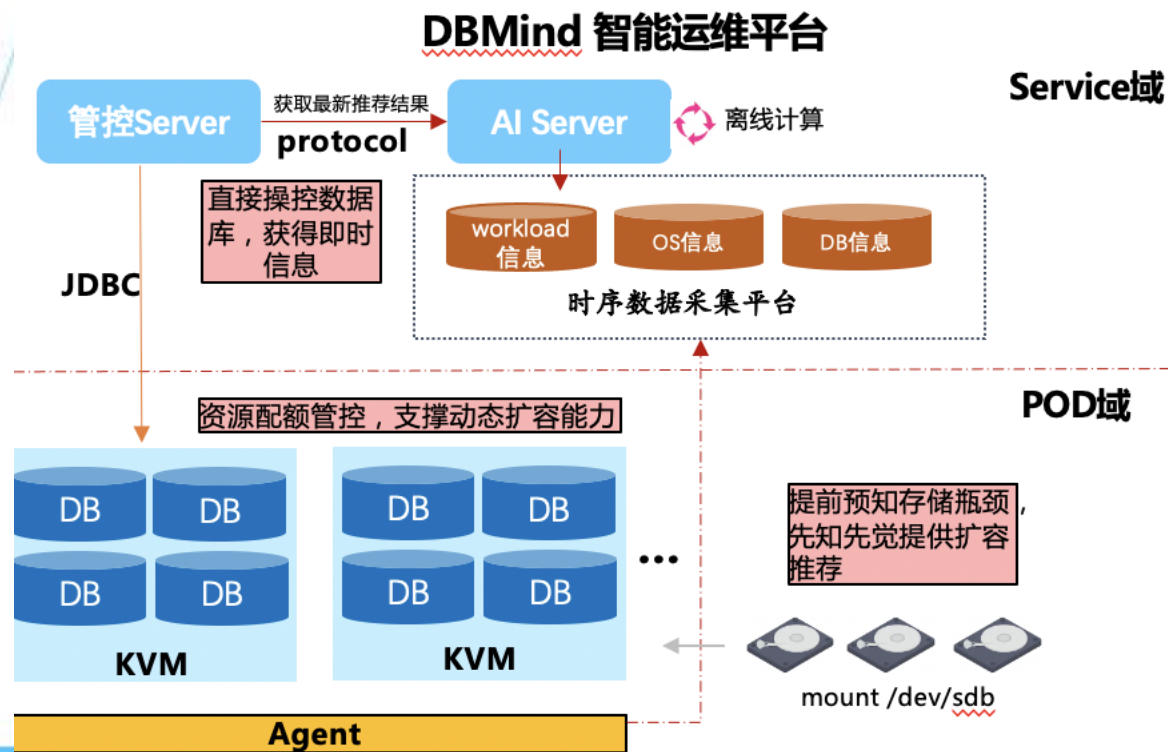 DBMind 智能运维平台
Service域
管控Server
获取最新推荐结果
protocol
AI Server
离线计算
直接操控数据
库，获得即时
信息
JDBC
workload
信息
OS信息
DB信息
时序数据采集平台
POD域
资源配额管控，支撑动态扩容能力
DB
DB
DB
DB
KVM
DB
DB
DB
DB
KVM
...
提前预知存储瓶颈，
先知先觉提供扩容
推荐
mount /dev/sdb
Agent